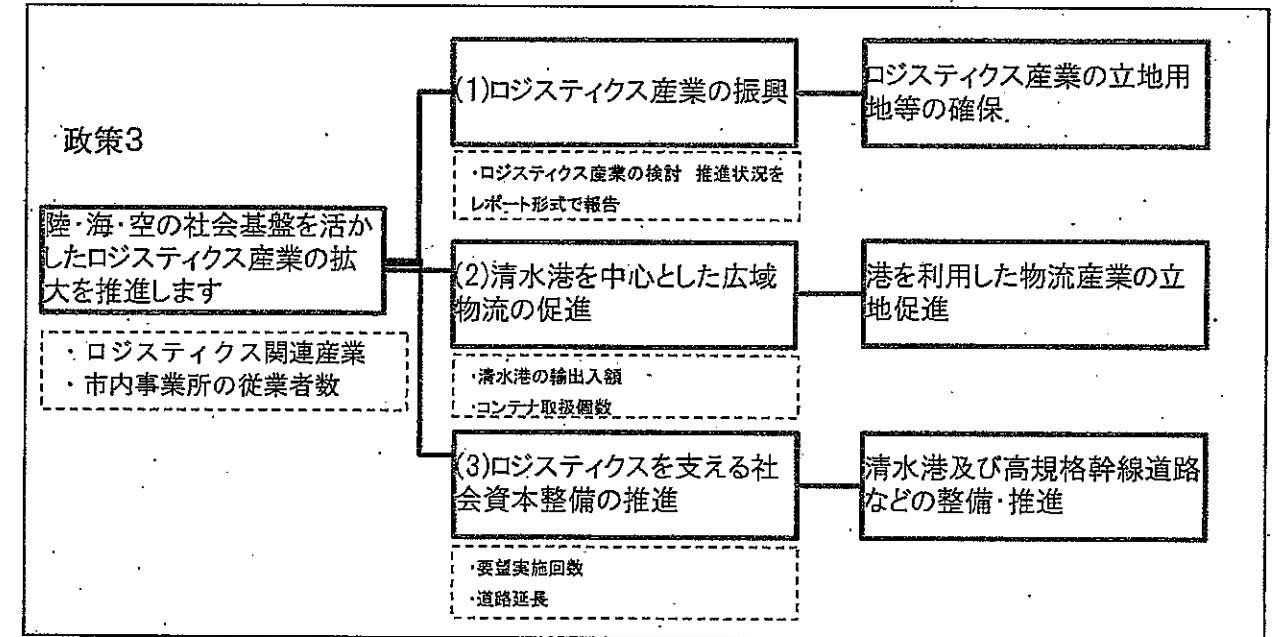 政策3
陸・海・空の社会基盤を活か
したロジスティクス産業の拡
大を推進します
・ロジスティクス関連産業
・市内事業所の従業者数
(1)ロジスティクス産業の振興
・ロジスティクス産業の検討 推進状況を
レポート形式で報告
ロジスティクス産業の立地用
地等の確保
(2)清水港を中心とした広域
物流の促進
・清水港の輸出入額
・コンテナ取扱個数
港を利用した物流産業の立
地促進
(3)ロジスティクスを支える社
会資本整備の推進
・要望実施回数
・道路延長
清水港及び高規格幹線道路
などの整備・推進